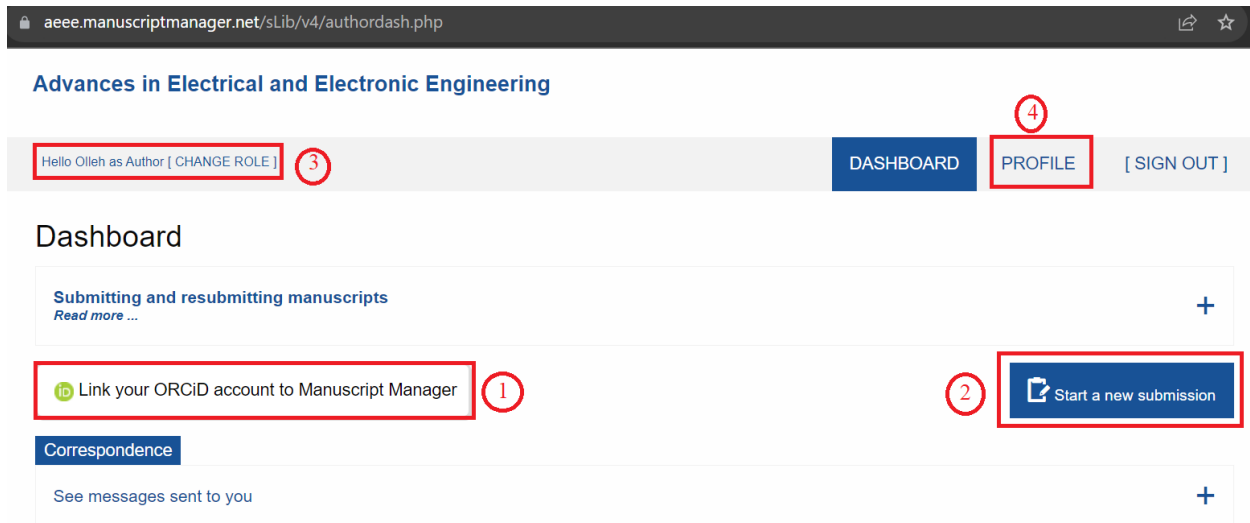 aeee.manuscriptmanager.net/sLib/v4/authordash.php
Advances in Electrical and Electronic Engineering
4
Hello Olleh as Author [ CHANGE ROLE ]
3
DASHBOARD
PROFILE
[ SIGN OUT ]
Dashboard
Submitting and resubmitting manuscripts
Read more ...
+
iD Link your ORCiD account to Manuscript Manager
1
2
Start a new submission
Correspondence
See messages sent to you
+